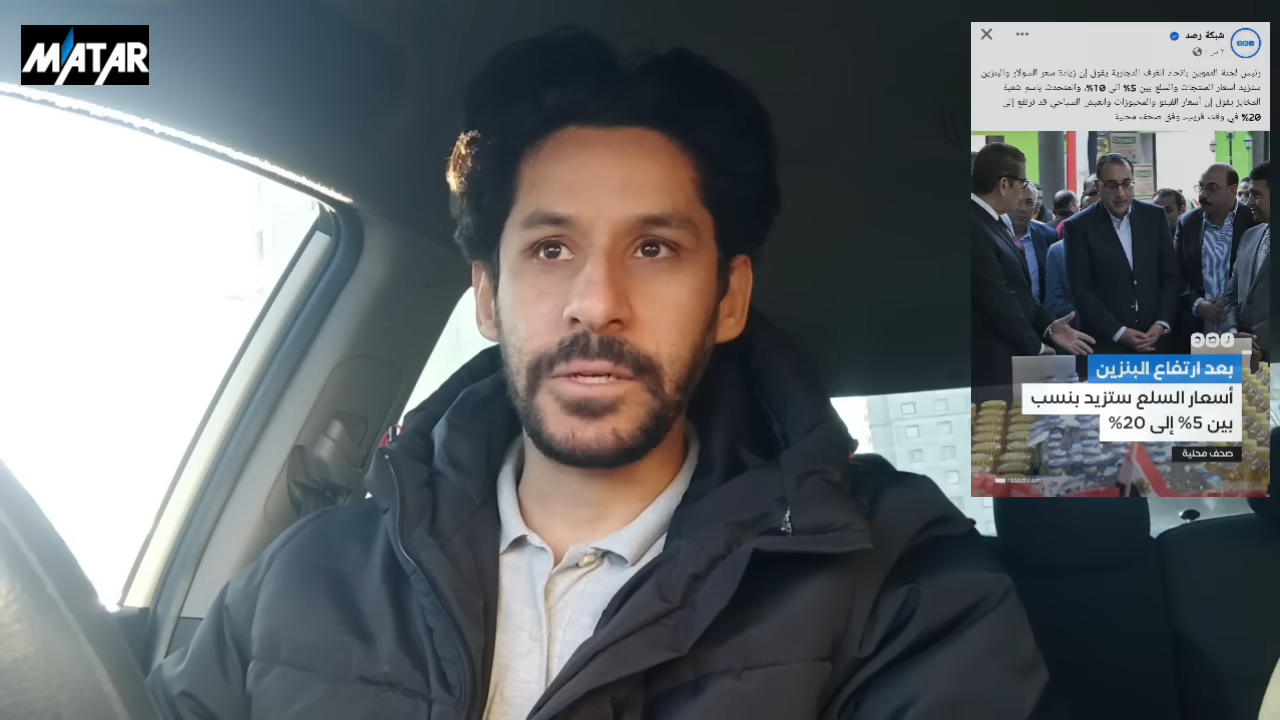 MATAR
شبكة رصد
رئيس لجنة التموين باتحاد الغرف التجارية يقول إن زيادة سعر السولار والبنزين
ستزيد أسعار المنتجات والسلع بين 5% الى 10%، والمتحدث باسم شعبة
المخابز يقول إن أسعار الفينو والمخبوزات والعيش السياحي قد ترتفع إلى
20% في وقت قريب، وفق صحف محلية
بعد ارتفاع البنزين
أسعار السلع ستزيد بنسب
بين 5% إلى 20%
صحف محلية